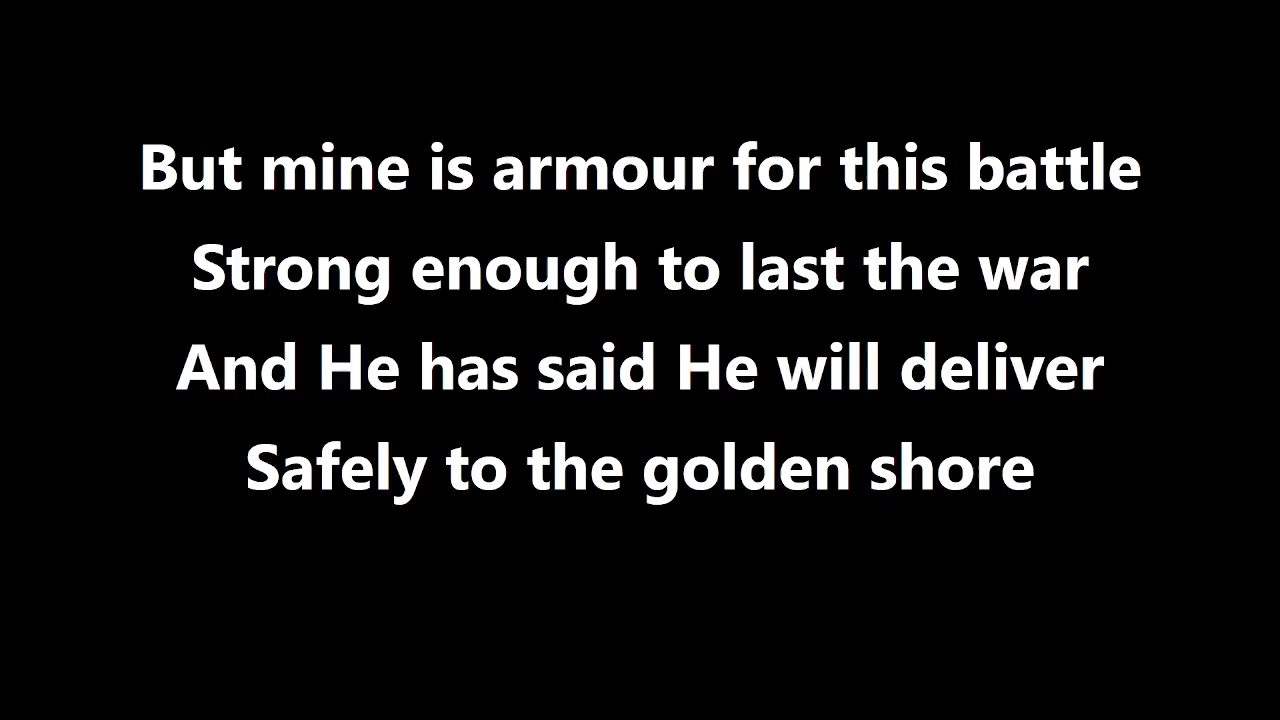 But mine is armour for this battle
Strong enough to last the war
And He has said He will deliver
Safely to the golden shore